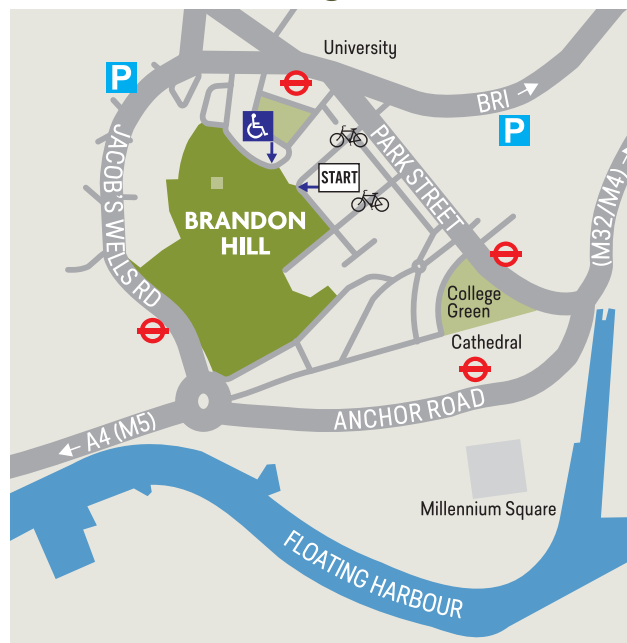 University
P
BRI →
P
JACOB'S WELLS RD
PARK STREET
START
(M32/M4) →
BRANDON
HILL
College
Green
Cathedral
ANCHOR ROAD
← A4 (M5)
Millennium Square
FLOATING HARBOUR